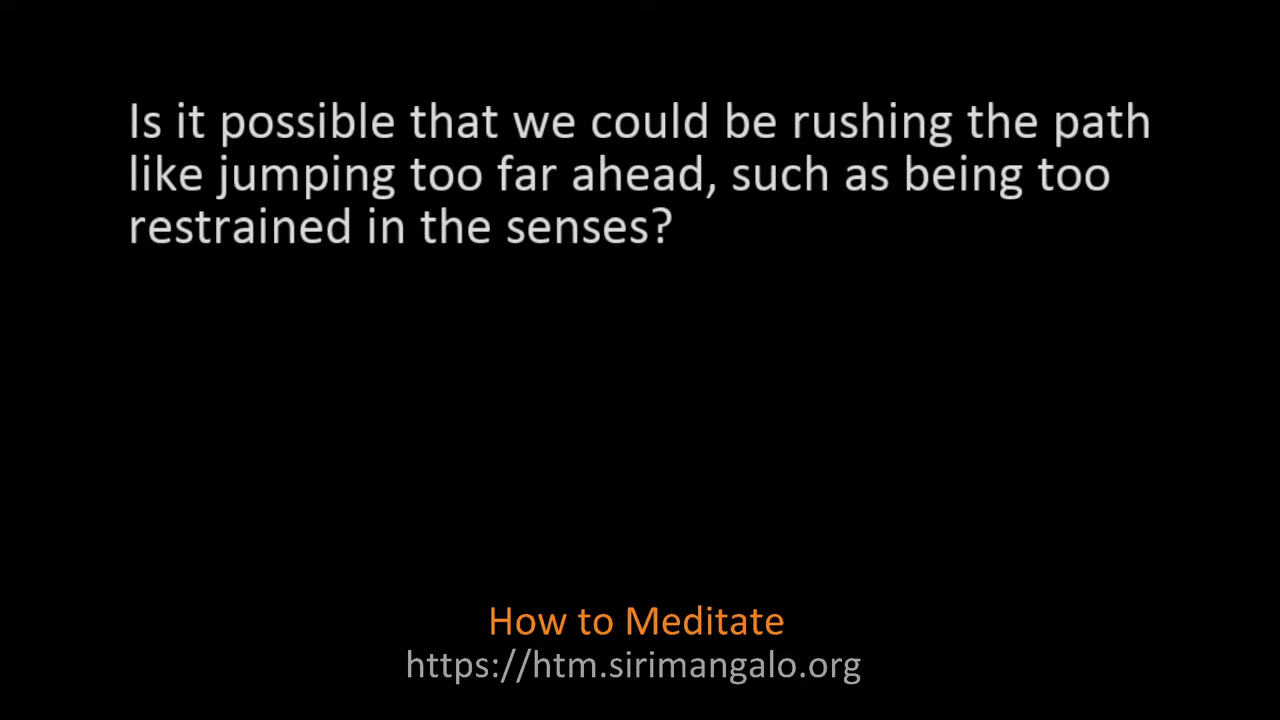 Is it possible that we could be rushing the path
like jumping too far ahead, such as being too
restrained in the senses?
How to Meditate
https://htm.sirimangalo.org